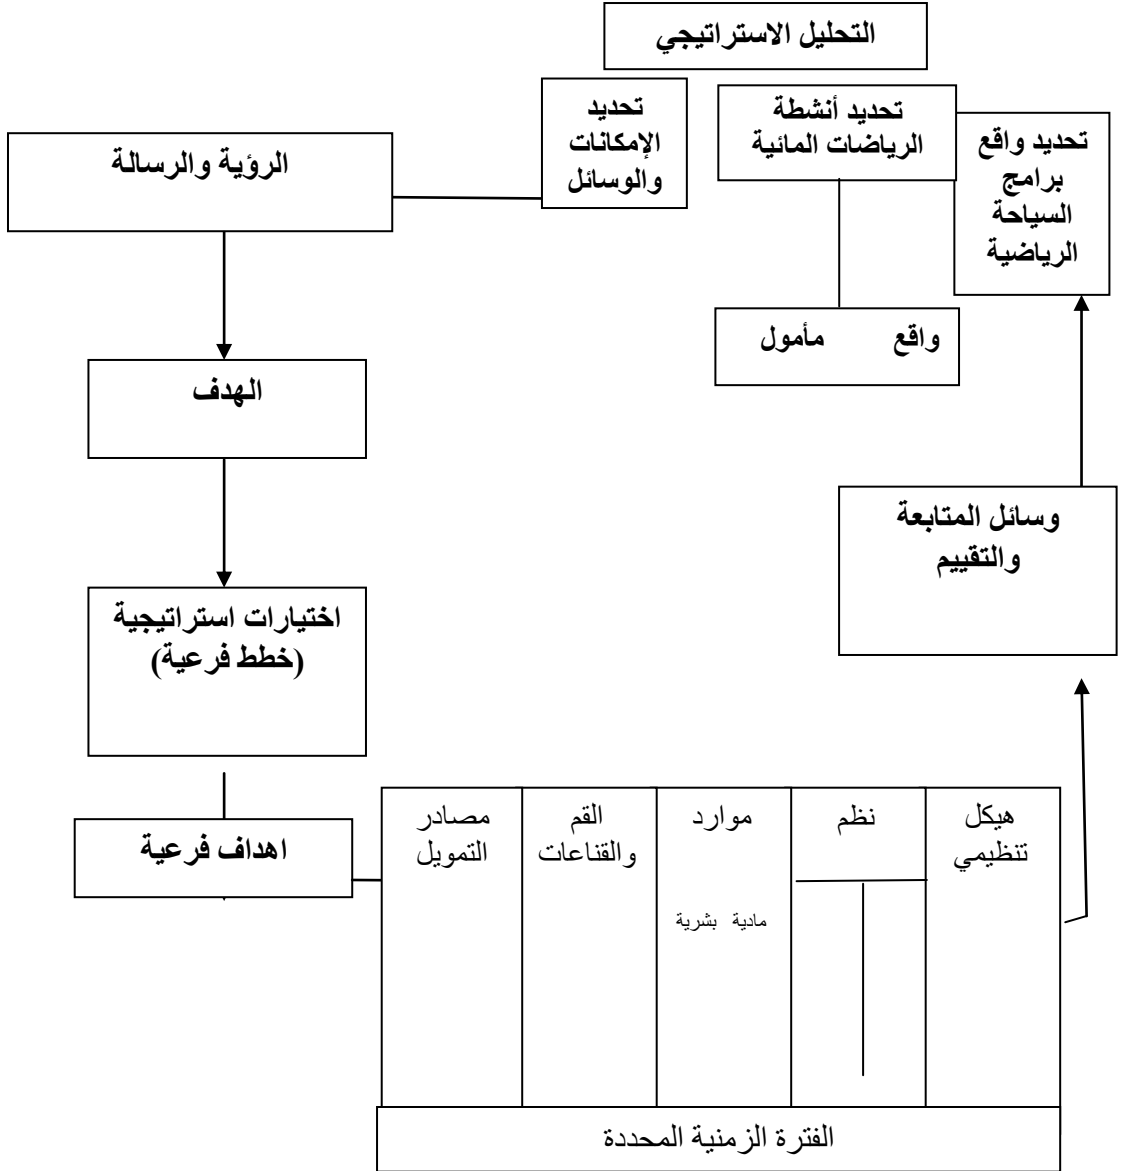 التحليل الاستراتيجي
تحديد واقع
برامج
السياحة
الرياضية
تحديد أنشطة
الرياضات المائية
تحديد
الإمكانات
والوسائل
الرؤية والرسالة
واقع مأمول
الهدف
وسائل المتابعة
والتقييم
اختيارات استراتيجية
(خطط فرعية)
اهداف فرعية
هيكل
تنظيمي
نظم
موارد
مادية بشرية
القم
والقناعات
مصادر
التمويل
الفترة الزمنية المحددة